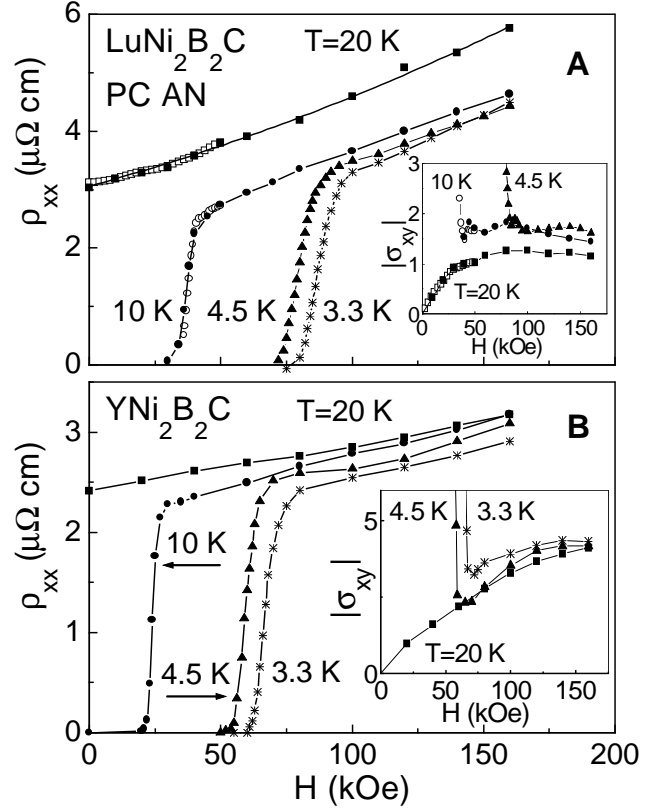 LuNi₂B₂C T=20 K A
PC AN
6
4
2
0
ρxx (μΩ cm)
10 K 4.5 K 3.3 K
10 K 4.5 K
3
2
1
0
|σxy|
T=20 K
0 50 100 150
H (kOe)
YNi₂B₂C T=20 K B
3
2
1
0
ρxx (μΩ cm)
10 K
4.5 K 3.3 K
4.5 K 3.3 K
5
0
|σxy|
T=20 K
0 50 100 150
H (kOe)
0 50 100 150 200
H (kOe)